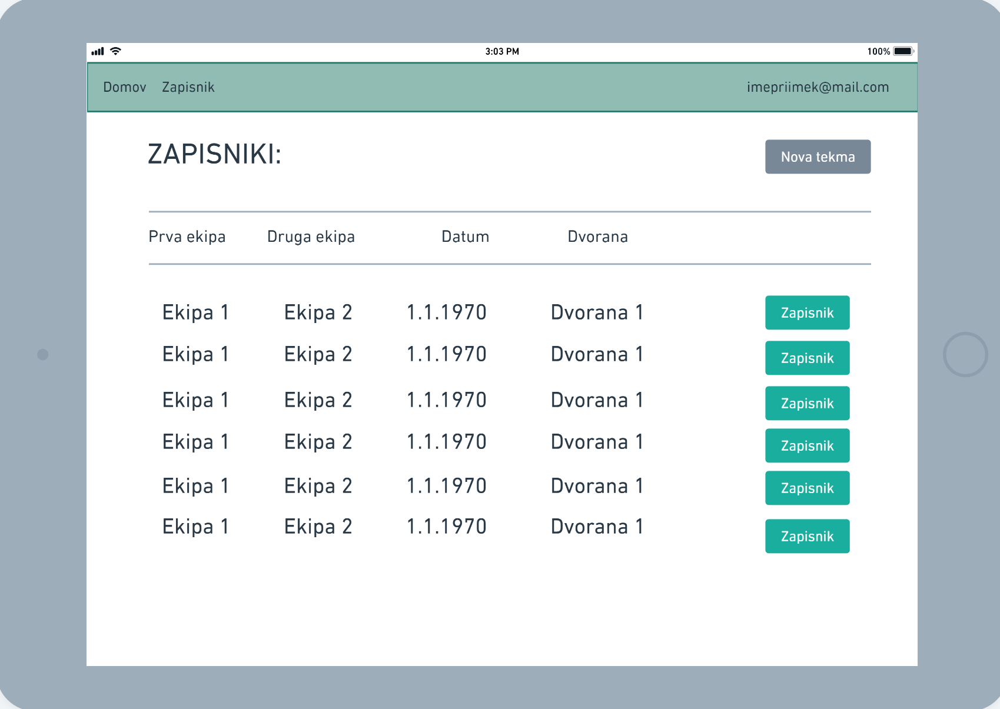 3:03 PM 100%
Domov Zapisnik imepriimek@mail.com
ZAPISNIKI: Nova tekma
Prva ekipa Druga ekipa Datum Dvorana
Ekipa 1 Ekipa 2 1.1.1970 Dvorana 1 Zapisnik
Ekipa 1 Ekipa 2 1.1.1970 Dvorana 1 Zapisnik
Ekipa 1 Ekipa 2 1.1.1970 Dvorana 1 Zapisnik
Ekipa 1 Ekipa 2 1.1.1970 Dvorana 1 Zapisnik
Ekipa 1 Ekipa 2 1.1.1970 Dvorana 1 Zapisnik
Ekipa 1 Ekipa 2 1.1.1970 Dvorana 1 Zapisnik